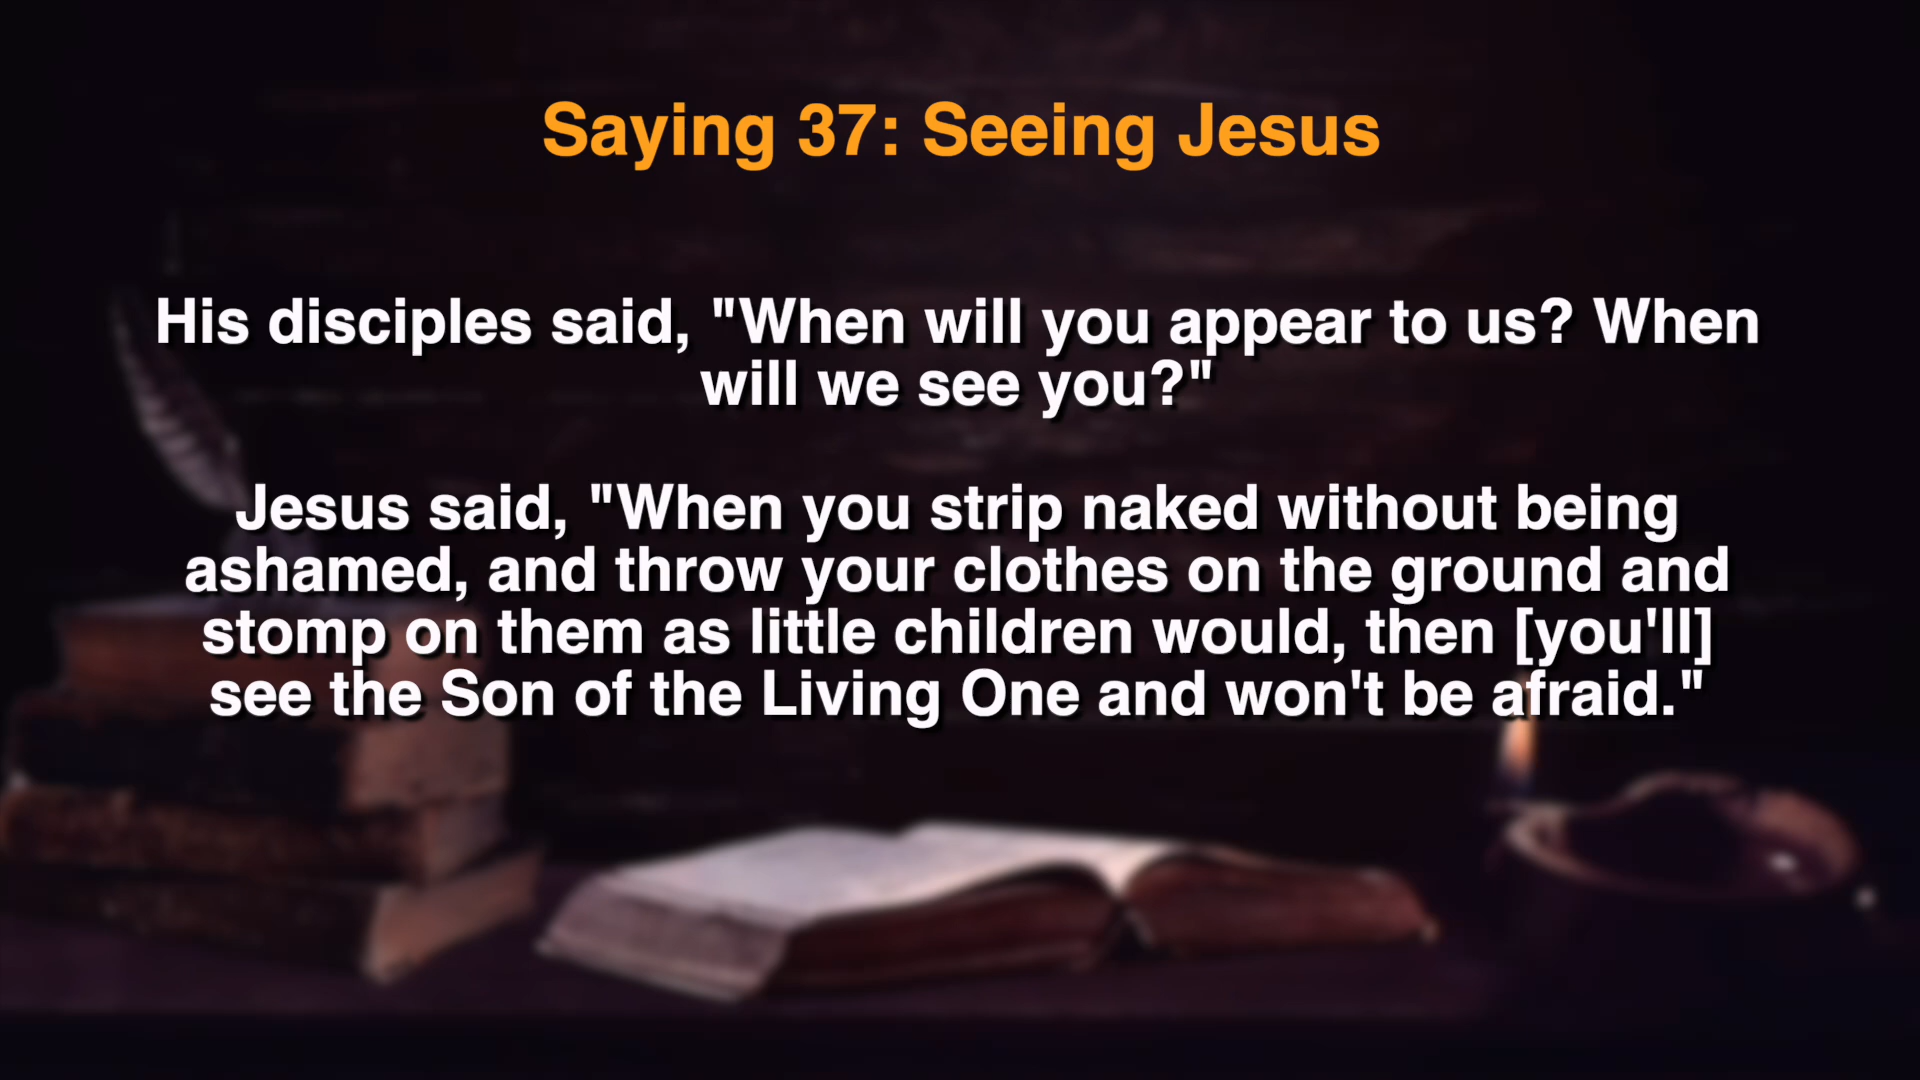 Saying 37: Seeing Jesus
His disciples said, "When will you appear to us? When
will we see you?"
Jesus said, "When you strip naked without being
ashamed, and throw your clothes on the ground and
stomp on them as little children would, then [you'll]
see the Son of the Living One and won't be afraid."